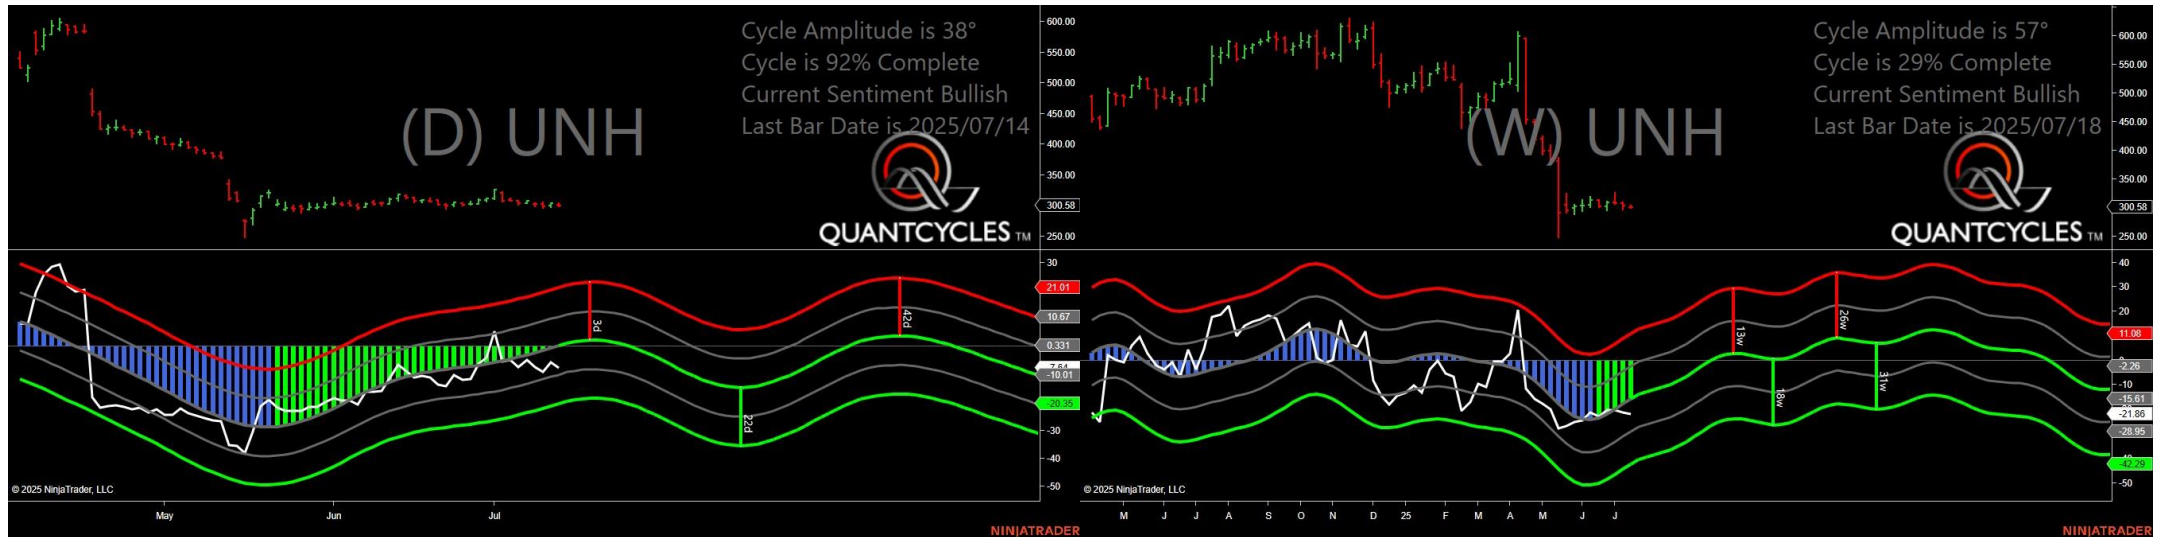 Cycle Amplitude is 38°
Cycle is 92% Complete
Current Sentiment Bullish
Last Bar Date is 2025/07/14
(D) UNH
QUANTCYCLES TM
600.00
550.00
500.00
450.00
400.00
350.00
300.58
250.00
30
21.01
10.67
0.331
-7.64
-10.01
-20.35
-30
-40
-50
3d
42d
22d
© 2025 NinjaTrader, LLC
May Jun Jul
NINJATRADER
Cycle Amplitude is 57°
Cycle is 29% Complete
Current Sentiment Bullish
Last Bar Date is 2025/07/18
(W) UNH
QUANTCYCLES TM
600.00
550.00
500.00
450.00
400.00
350.00
300.58
250.00
40
30
20
11.08
-2.26
-10
-15.61
-21.86
-28.95
-42.29
-50
13w
26w
18w
31w
© 2025 NinjaTrader, LLC
M J J A S O N D 25 F M A M J J
NINJATRADER